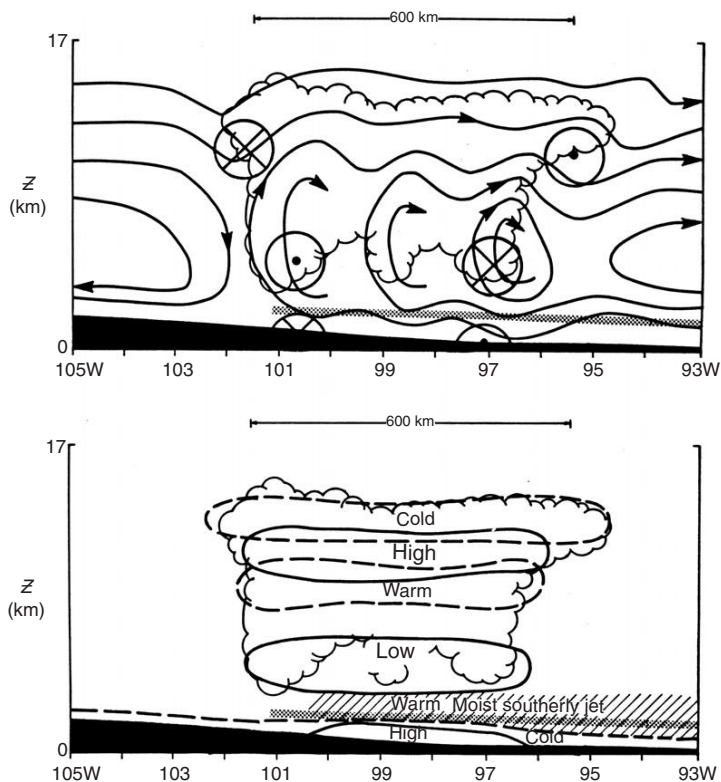 600 km
17
Z
(km)
0
105W 103 101 99 97 95 93W
600 km
17
Cold
High
Z
(km)
Warm
Low
Warm Moist southerly jet
High Cold
0
105W 103 101 99 97 95 93W